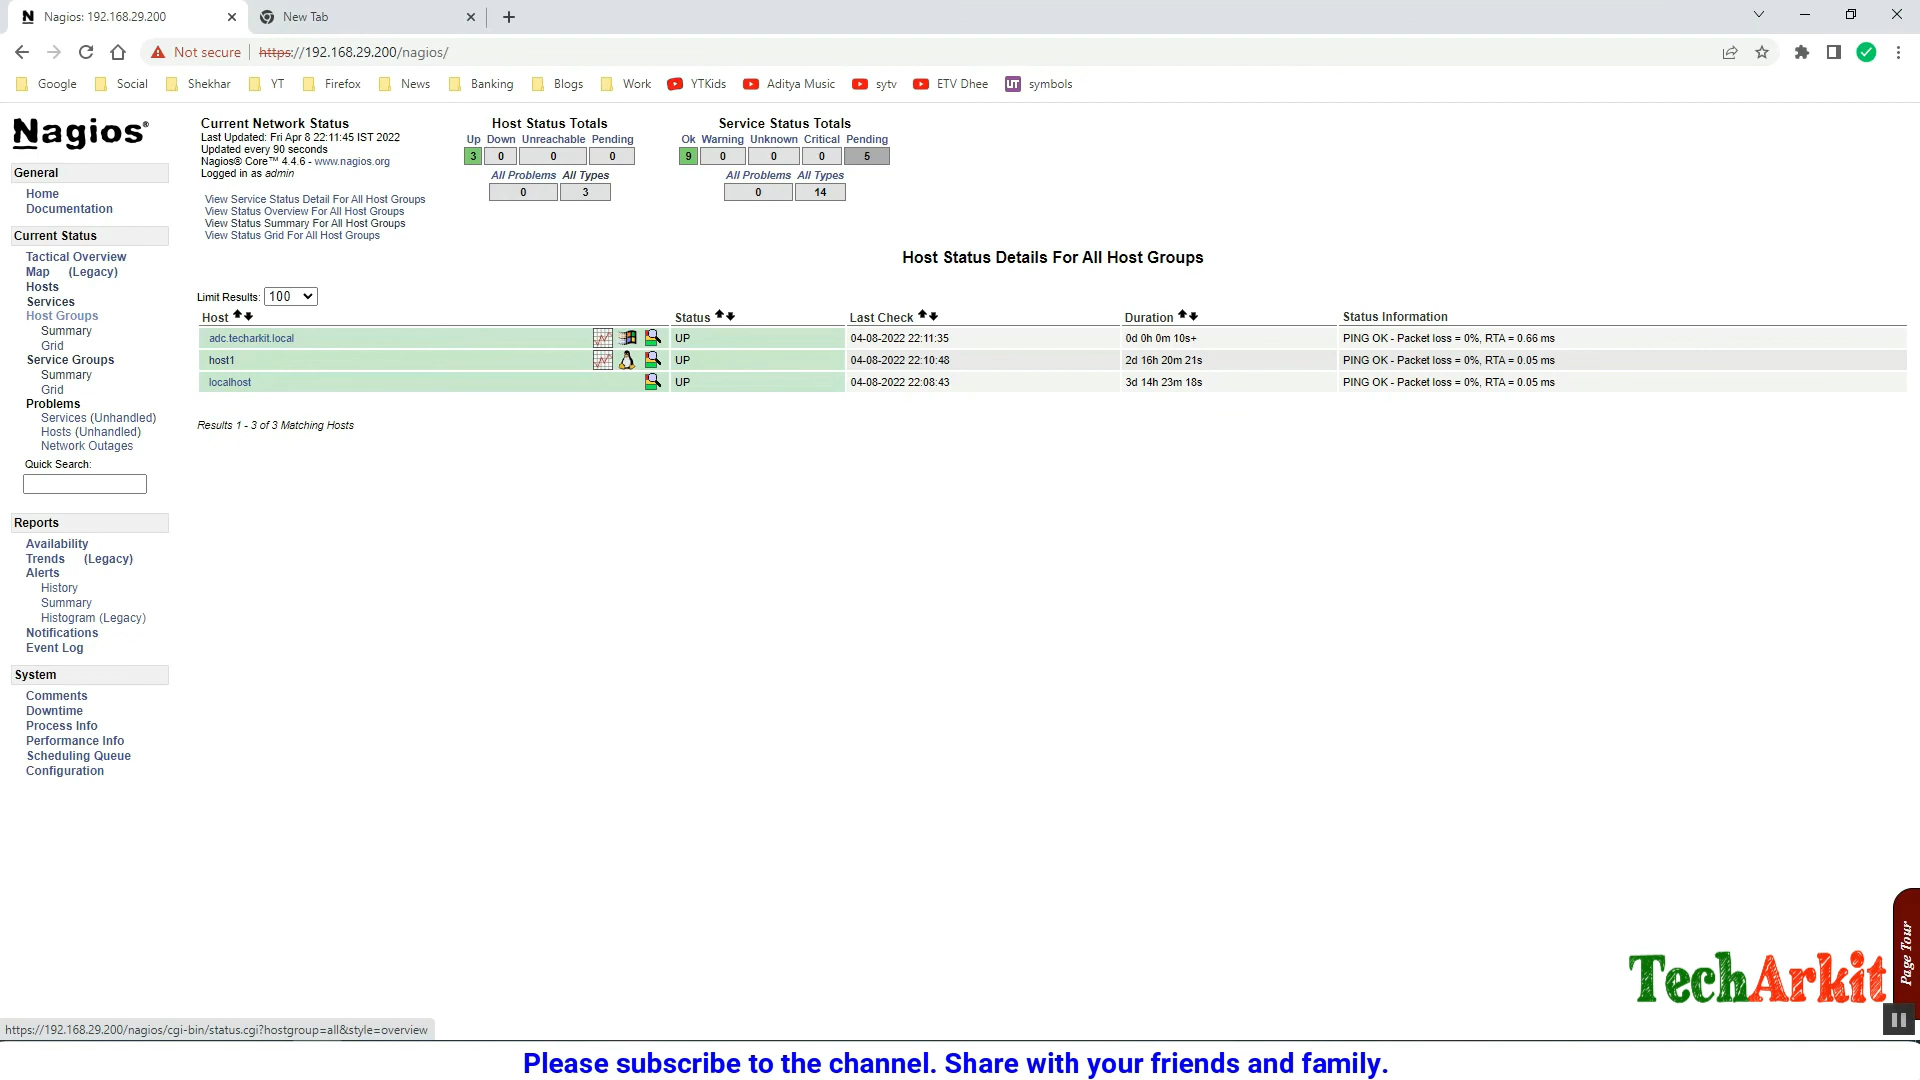 Nagios: 192.168.29.200
New Tab
Not secure
https://192.168.29.200/nagios/
Google
Social
Shekhar
YT
Firefox
News
Banking
Blogs
Work
YTKids
Aditya Music
sytv
ETV Dhee
UT symbols
Nagios®
General
Home
Documentation
Current Status
Tactical Overview
Map (Legacy)
Hosts
Services
Host Groups
Summary
Grid
Service Groups
Summary
Grid
Problems
Services (Unhandled)
Hosts (Unhandled)
Network Outages
Quick Search:
Reports
Availability
Trends (Legacy)
Alerts
History
Summary
Histogram (Legacy)
Notifications
Event Log
System
Comments
Downtime
Process Info
Performance Info
Scheduling Queue
Configuration
Current Network Status
Last Updated: Fri Apr 8 22:11:45 IST 2022
Updated every 90 seconds
Nagios® Core™ 4.4.6 - www.nagios.org
Logged in as admin
View Service Status Detail For All Host Groups
View Status Overview For All Host Groups
View Status Summary For All Host Groups
View Status Grid For All Host Groups
Host Status Totals
Up Down Unreachable Pending
3 0 0 0
All Problems All Types
0 3
Service Status Totals
Ok Warning Unknown Critical Pending
9 0 0 0 5
All Problems All Types
0 14
Host Status Details For All Host Groups
Limit Results: 100
Host Status Last Check Duration Status Information
adc.techarkit.local UP 04-08-2022 22:11:35 0d 0h 0m 10s+ PING OK - Packet loss = 0%, RTA = 0.66 ms
host1 UP 04-08-2022 22:10:48 2d 16h 20m 21s PING OK - Packet loss = 0%, RTA = 0.05 ms
localhost UP 04-08-2022 22:08:43 3d 14h 23m 18s PING OK - Packet loss = 0%, RTA = 0.05 ms
Results 1 - 3 of 3 Matching Hosts
Page Tour
TechArkit
https://192.168.29.200/nagios/cgi-bin/status.cgi?hostgroup=all&style=overview
Please subscribe to the channel. Share with your friends and family.